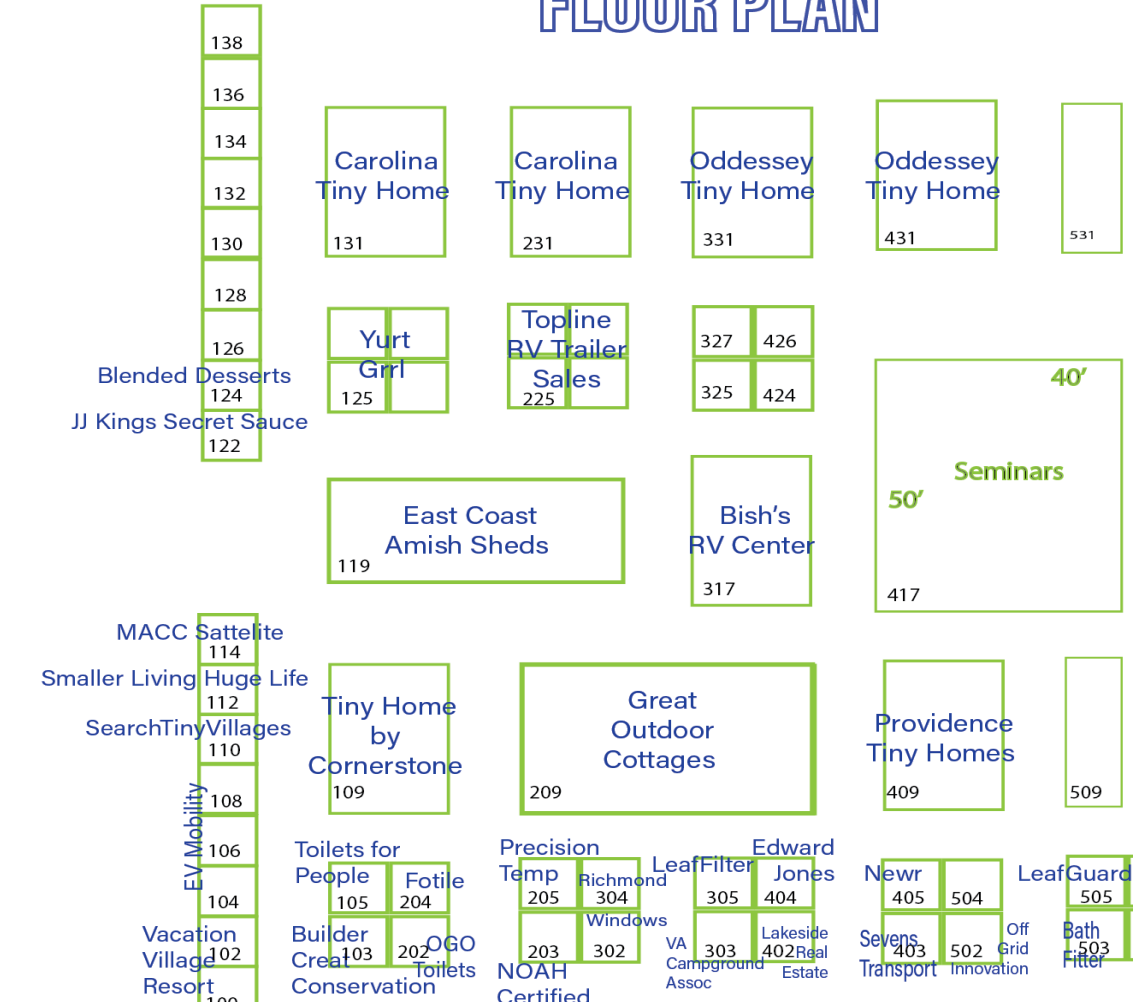 FLOOR PLAN
138
136
134
132
130
128
126
Blended Desserts
124
JJ Kings Secret Sauce
122
Carolina
Tiny Home
131
Carolina
Tiny Home
231
Oddessey
Tiny Home
331
Oddessey
Tiny Home
431
531
Yurt
Grrl
125
Topline
RV Trailer
Sales
225
327
426
325
424
40’
Seminars
50’
417
East Coast
Amish Sheds
119
Bish’s
RV Center
317
MACC Sattelite
114
Smaller Living Huge Life
112
SearchTinyVillages
110
108
EV Mobility
106
104
Vacation
Village
102
Resort
100
Tiny Home
by
Cornerstone
109
Great
Outdoor
Cottages
209
Providence
Tiny Homes
409
509
Toilets for
People
105
Fotile
204
Builder
Creat
103
Conservation
202
OGO
Toilets
Precision
Temp
205
Richmond
304
Windows
203
302
NOAH
Certified
LeafFilter
305
Edward
Jones
404
VA
303
Campground
Assoc
Lakeside
402
Real
Estate
Newr
405
504
Sevens
403
Transport
502
Off
Grid
Innovation
LeafGuard
505
Bath
503
Fitter